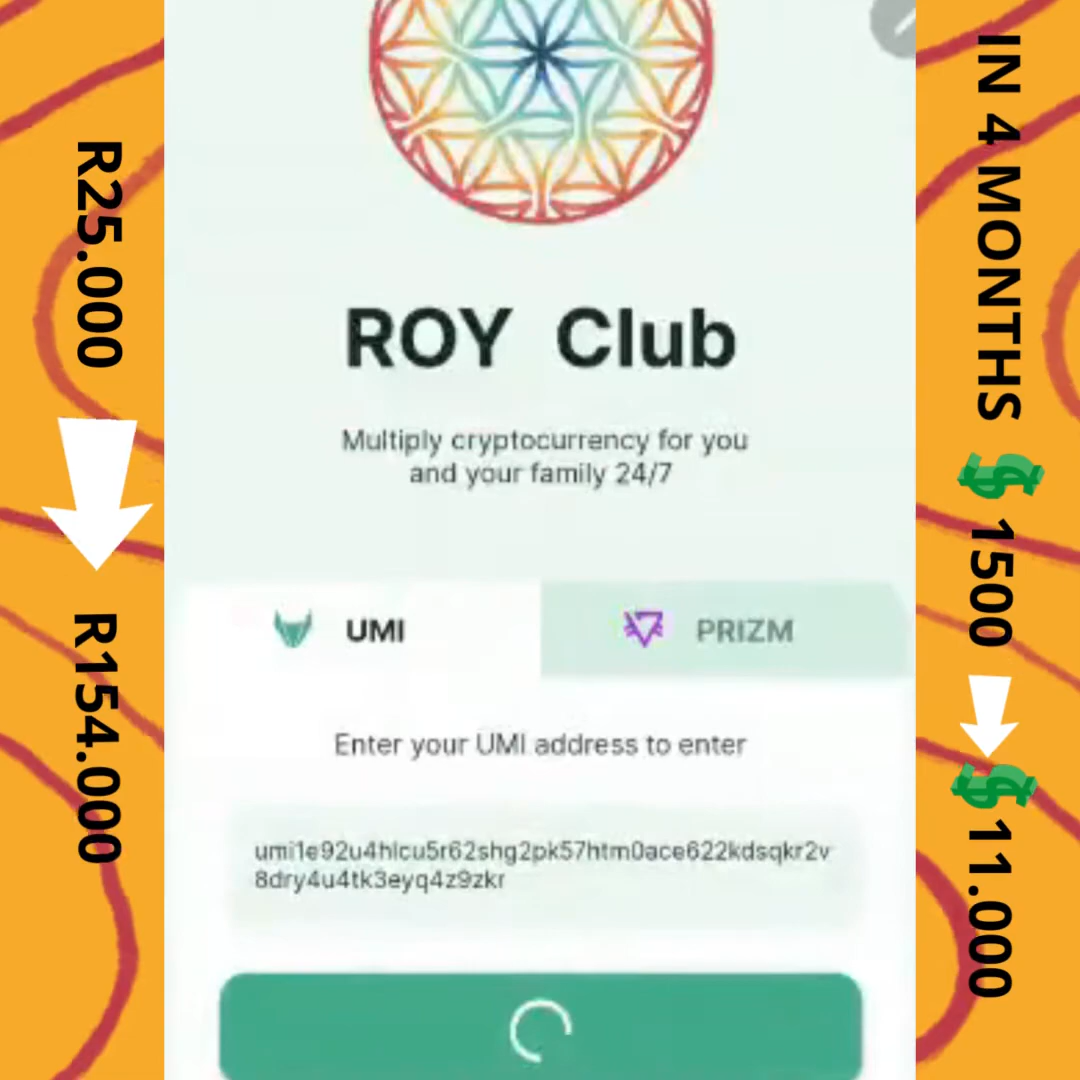 R25.000
R154.000
ROY Club
Multiply cryptocurrency for you
and your family 24/7
UMI
PRIZM
Enter your UMI address to enter
umi1e92u4hlcu5r62shg2pk57htm0ace622kdsqkr2v
8dry4u4tk3eyq4z9zkr
IN 4 MONTHS 💲 1500
💲 11.000